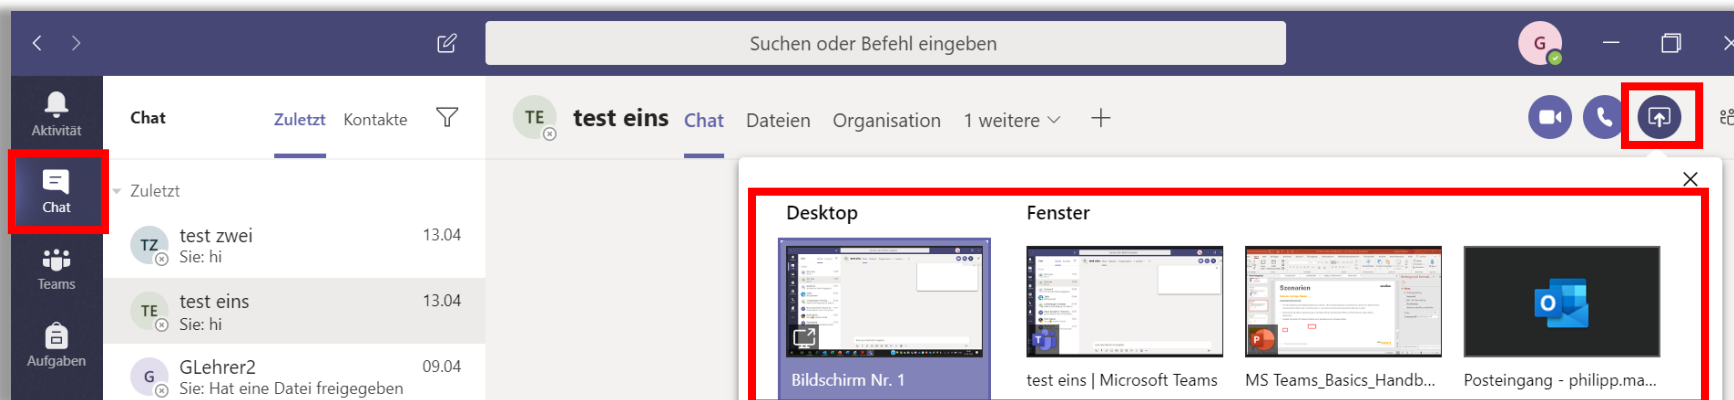 Suchen oder Befehl eingeben
G
Aktivität
Chat
Teams
Aufgaben
Chat
Zuletzt Kontakte
Zuletzt
TZ
test zwei 13.04
Sie: hi
TE
test eins 13.04
Sie: hi
G
GLehrer2 09.04
Sie: Hat eine Datei freigegeben
TE test eins Chat Dateien Organisation 1 weitere
Desktop Fenster
Szenarien
Bildschirm Nr. 1 test eins | Microsoft Teams MS Teams_Basics_Handb... Posteingang - philipp.ma...